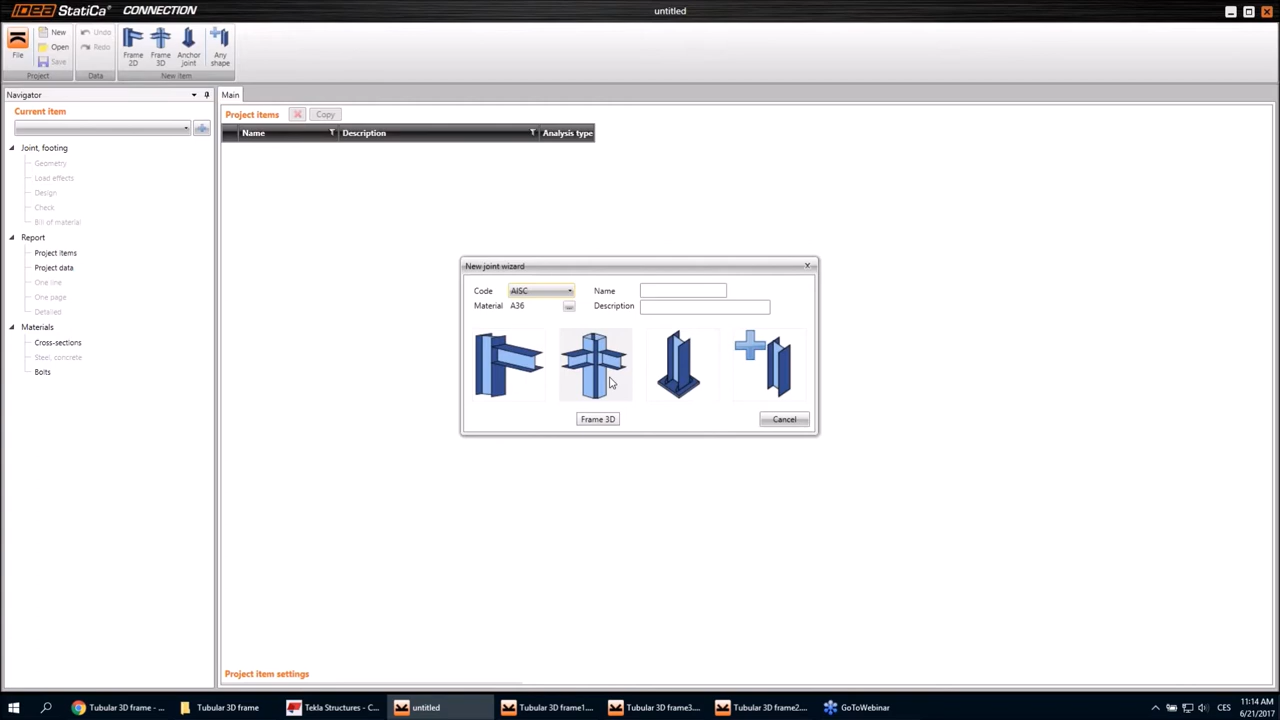 IDEA StatiCa® CONNECTION
untitled
File
New
Open
Save
Project
Undo
Redo
Data
Frame 2D
Frame 3D
Anchor joint
Any shape
New item
Navigator
Main
Current item
Project items
Copy
Name
Description
Analysis type
Joint, footing
Geometry
Load effects
Design
Check
Bill of material
Report
Project items
Project data
One line
One page
Detailed
Materials
Cross-sections
Steel, concrete
Bolts
New joint wizard
Code
AISC
Name
Material
A36
...
Description
Frame 3D
Cancel
Project item settings
Tubular 3D frame - ...
Tubular 3D frame
Tekla Structures - C...
untitled
Tubular 3D frame1....
Tubular 3D frame3....
Tubular 3D frame2....
GoToWebinar
CES
11:14 AM
6/21/2017